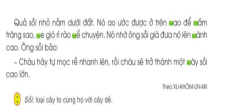 Quả sồi nhỏ nằm dưới đất. Nó ao ước được ở trên cao để ngắm
trăng sao, nghe gió rì rào kể chuyện. Nó nhờ ông sồi già đưa nó lên cành
cao. Ông sồi bảo:
- Cháu hãy tự mọc rễ nhanh lên, rồi cháu sẽ trở thành một cây sồi
cao lớn.
Theo XU-KHÔM-LIN-XKI
Sồi: loại cây to cùng họ với cây dẻ.